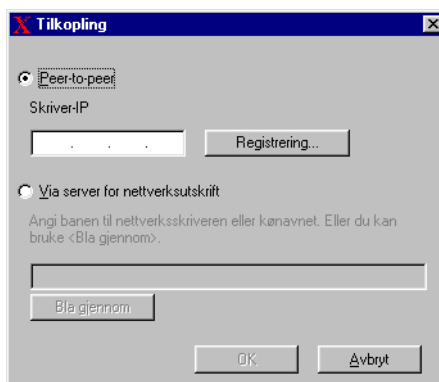 Tilkopling
Peer-to-peer
Skriver-IP
. . .
Registrering...
Via server for nettverksutskrift
Angi banen til nettverksskriveren eller kønavnet. Eller du kan
bruke <Bla gjennom>.
Bla gjennom
OK
Avbryt